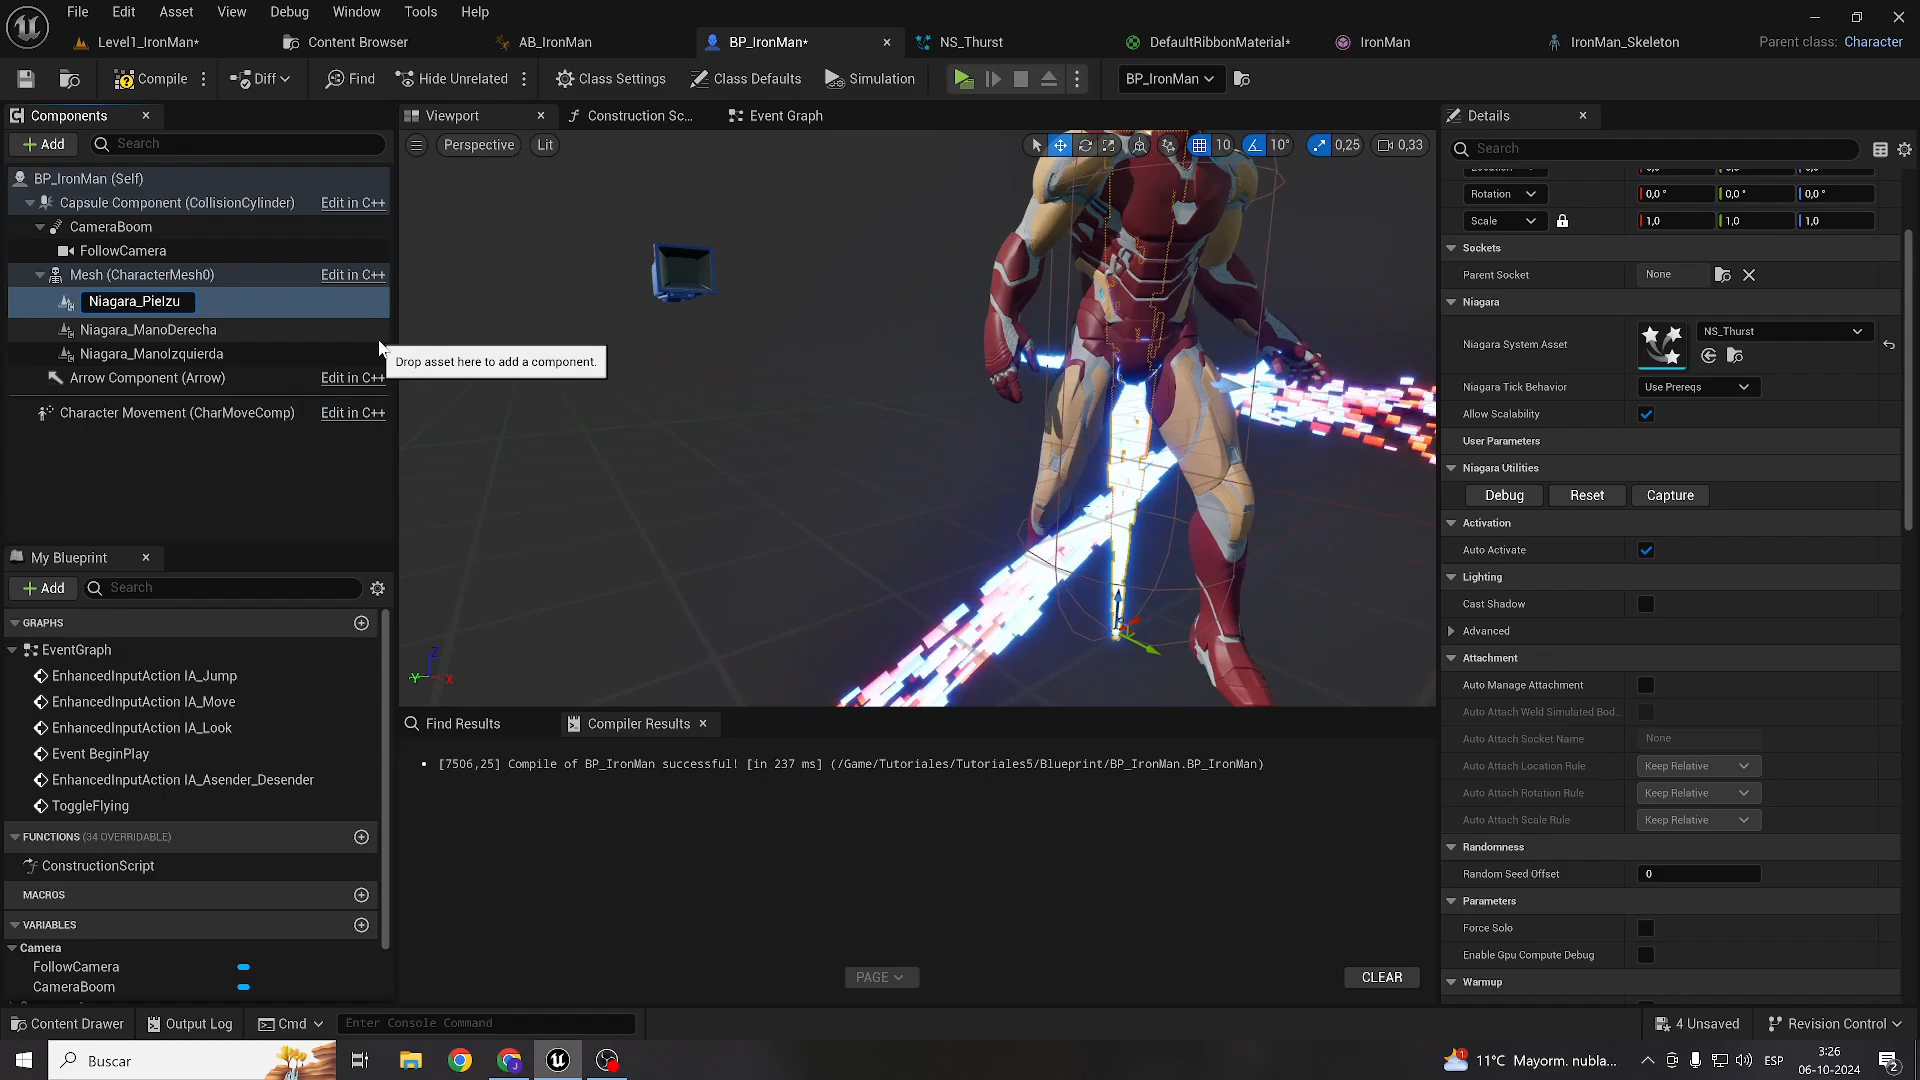 File Edit Asset View Debug Window Tools Help
Level1_IronMan* Content Browser AB_IronMan BP_IronMan* NS_Thurst DefaultRibbonMaterial* IronMan IronMan_Skeleton Parent class: Character
Compile Diff Find Hide Unrelated Class Settings Class Defaults Simulation BP_IronMan
Components
Add Search
BP_IronMan (Self)
Capsule Component (CollisionCylinder) Edit in C++
CameraBoom
FollowCamera
Mesh (CharacterMesh0) Edit in C++
Niagara_PieIzu
Niagara_ManoDerecha
Niagara_ManoIzquierda
Arrow Component (Arrow) Edit in C++
Character Movement (CharMoveComp) Edit in C++
My Blueprint
Add Search
GRAPHS
EventGraph
EnhancedInputAction IA_Jump
EnhancedInputAction IA_Move
EnhancedInputAction IA_Look
Event BeginPlay
EnhancedInputAction IA_Asender_Desender
ToggleFlying
FUNCTIONS (34 OVERRIDABLE)
ConstructionScript
MACROS
VARIABLES
Camera
FollowCamera
CameraBoom
Viewport Construction Sc... Event Graph
Perspective Lit 10 10° 0,25 0,33
Drop asset here to add a component.
Z
Y X
Find Results Compiler Results
[7506,25] Compile of BP_IronMan successful! [in 237 ms] (/Game/Tutoriales/Tutoriales5/Blueprint/BP_IronMan.BP_IronMan)
PAGE CLEAR
Details
Search
Rotation 0,0° 0,0° 0,0°
Scale 1,0 1,0 1,0
Sockets
Parent Socket None
Niagara
Niagara System Asset NS_Thurst
Niagara Tick Behavior Use Prereqs
Allow Scalability
User Parameters
Niagara Utilities
Debug Reset Capture
Activation
Auto Activate
Lighting
Cast Shadow
Advanced
Attachment
Auto Manage Attachment
Auto Attach Weld Simulated Bod...
Auto Attach Socket Name None
Auto Attach Location Rule Keep Relative
Auto Attach Rotation Rule Keep Relative
Auto Attach Scale Rule Keep Relative
Randomness
Random Seed Offset 0
Parameters
Force Solo
Enable Gpu Compute Debug
Warmup
Content Drawer Output Log Cmd Enter Console Command 4 Unsaved Revision Control
Buscar 11°C Mayorm. nubla... ESP 3:26
06-10-2024
1
2